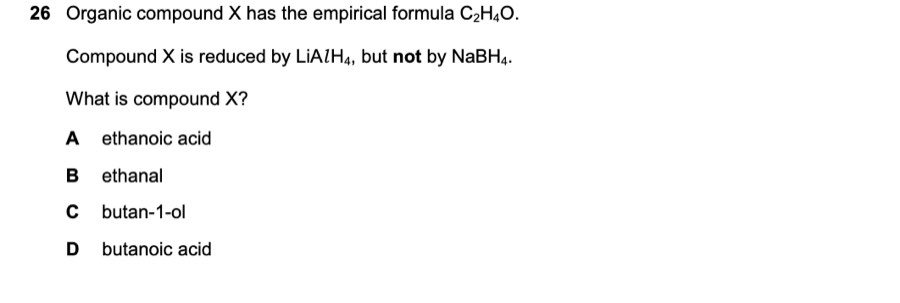 26 Organic compound X has the empirical formula C₂H₄O.
Compound X is reduced by LiAlH₄, but not by NaBH₄.
What is compound X?
A ethanoic acid
B ethanal
C butan-1-ol
D butanoic acid